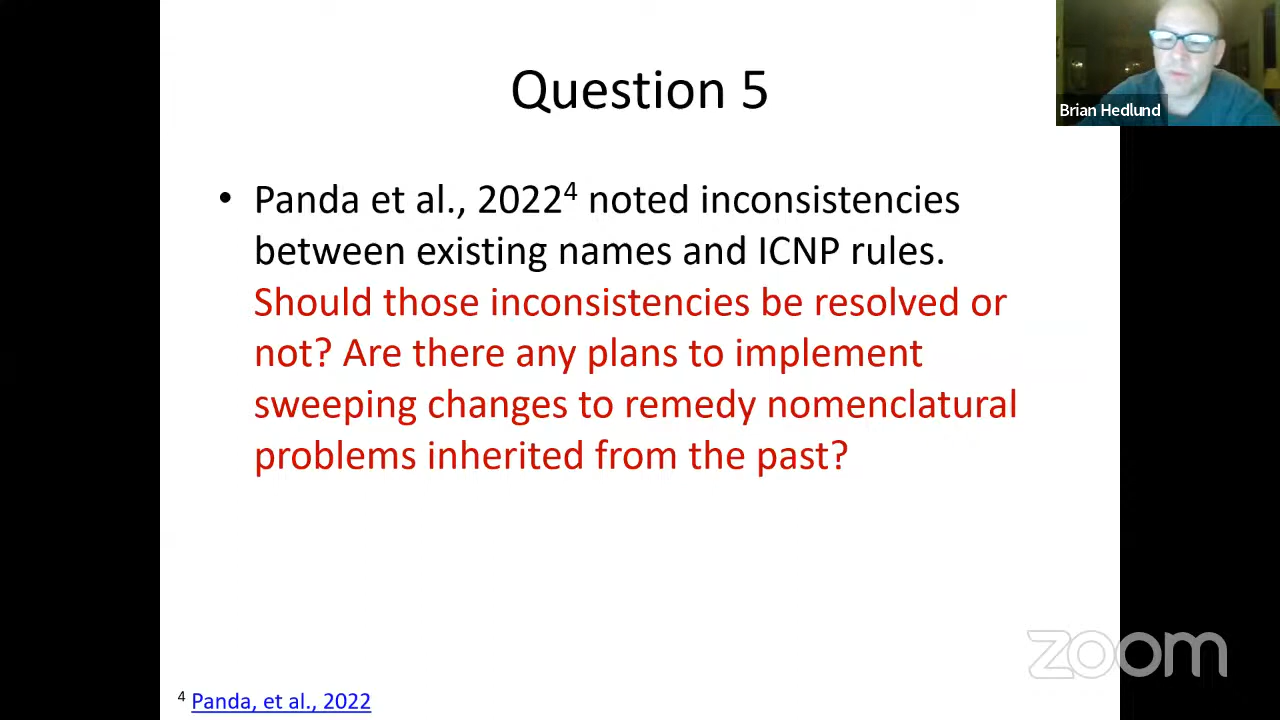 Question 5
Brian Hedlund
• Panda et al., 2022⁴ noted inconsistencies
between existing names and ICNP rules.
Should those inconsistencies be resolved or
not? Are there any plans to implement
sweeping changes to remedy nomenclatural
problems inherited from the past?
zoom
⁴ Panda, et al., 2022